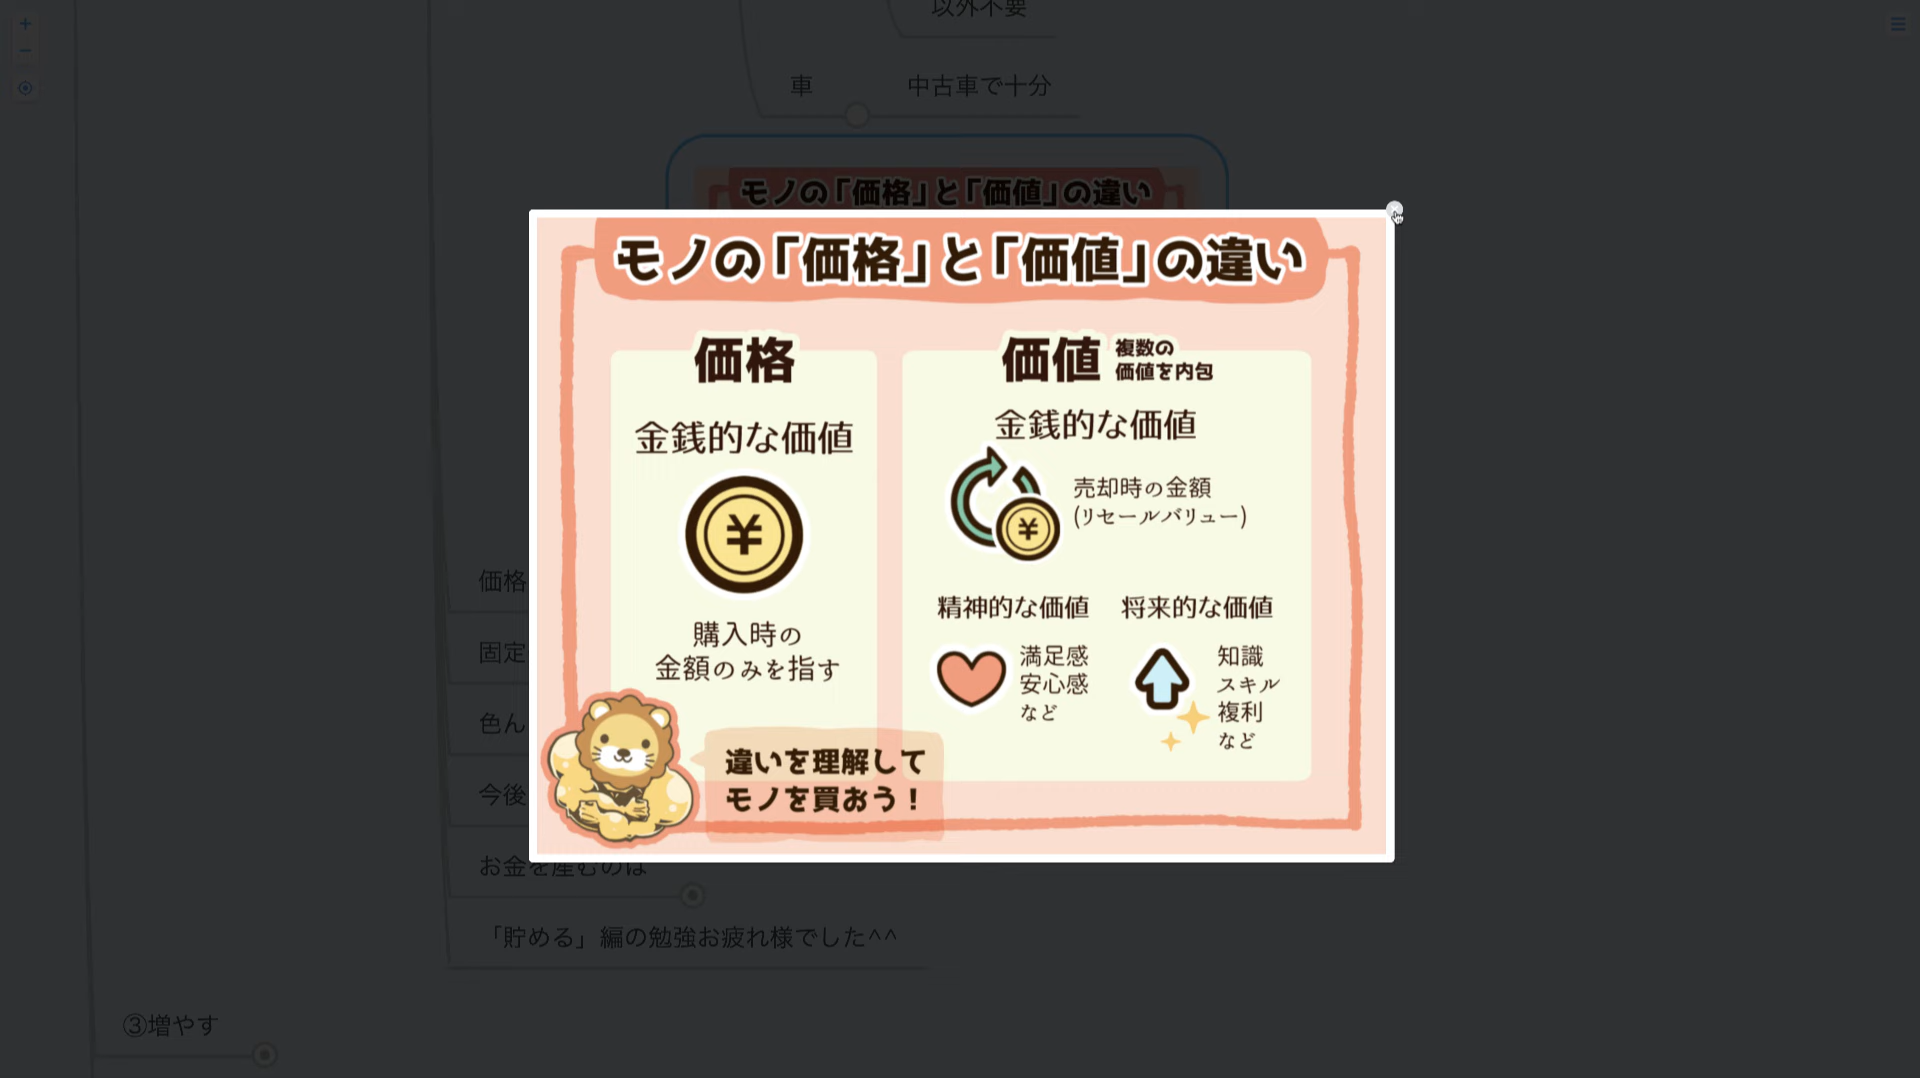 以外不要
車
中古車で十分
モノの「価格」と「価値」の違い
モノの「価格」と「価値」の違い
価格
金銭的な価値
¥
購入時の
金額のみを指す
価値
複数の
価値を内包
金銭的な価値
¥
売却時の金額
(リセールバリュー)
精神的な価値
満足感
安心感
など
将来的な価値
知識
スキル
複利
など
違いを理解して
モノを買おう!
価格
固定
色ん
今後
お金を産むのは
「貯める」編の勉強お疲れ様でした^^
③増やす